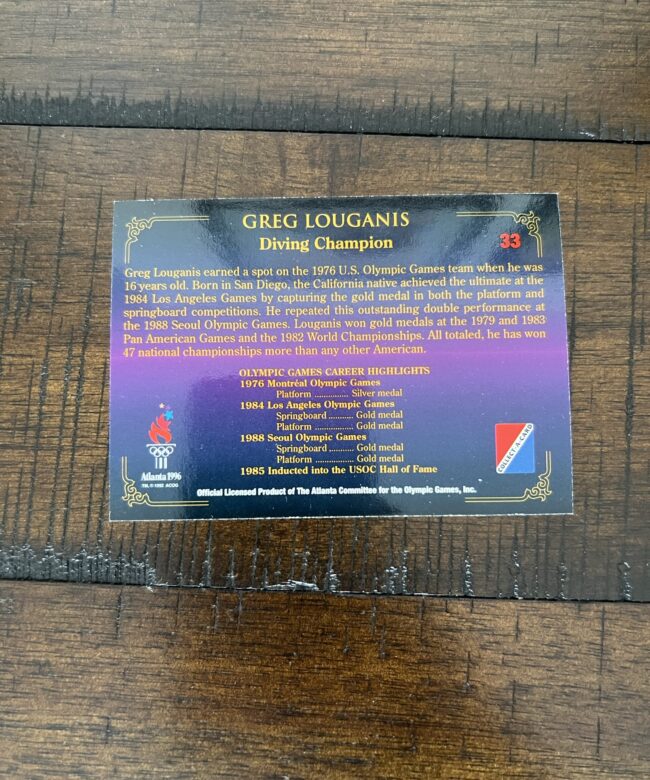 GREG LOUGANIS
Diving Champion
33
Greg Louganis earned a spot on the 1976 U.S. Olympic Games team when he was
16 years old. Born in San Diego, the California native achieved the ultimate at the
1984 Los Angeles Games by capturing the gold medal in both the platform and
springboard competitions. He repeated this outstanding double performance at
the 1988 Seoul Olympic Games. Louganis won gold medals at the 1979 and 1983
Pan American Games and the 1982 World Championships. All totaled, he has won
47 national championships more than any other American.
OLYMPIC GAMES CAREER HIGHLIGHTS
1976 Montréal Olympic Games
Platform .............. Silver medal
1984 Los Angeles Olympic Games
Springboard .......... Gold medal
Platform ................ Gold medal
1988 Seoul Olympic Games
Springboard .......... Gold medal
Platform ................ Gold medal
1985 Inducted into the USOC Hall of Fame
Atlanta 1996
TM, © 1992 ACOG
COLLECT-A-CARD
Official Licensed Product of The Atlanta Committee for the Olympic Games, Inc.